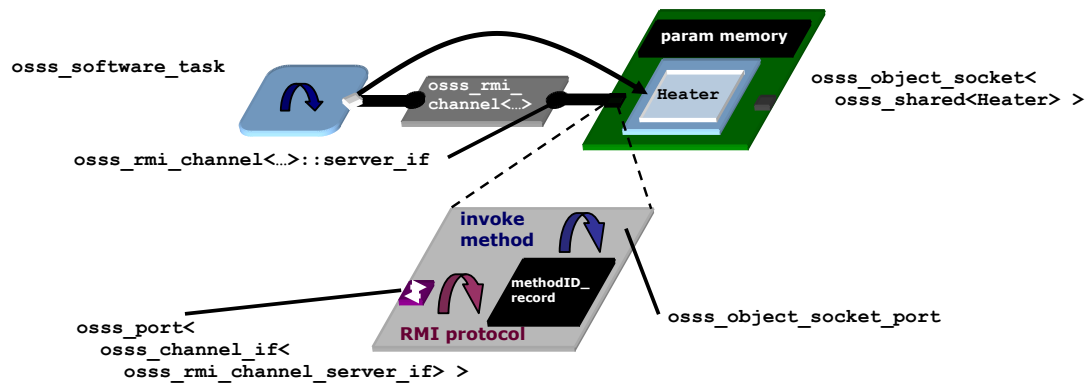 param memory
osss_software_task
osss_rmi_
channel<…>
Heater
osss_object_socket<
osss_shared<Heater> >
osss_rmi_channel<…>::server_if
invoke
method
methodID_
record
RMI protocol
osss_object_socket_port
osss_port<
osss_channel_if<
osss_rmi_channel_server_if> >